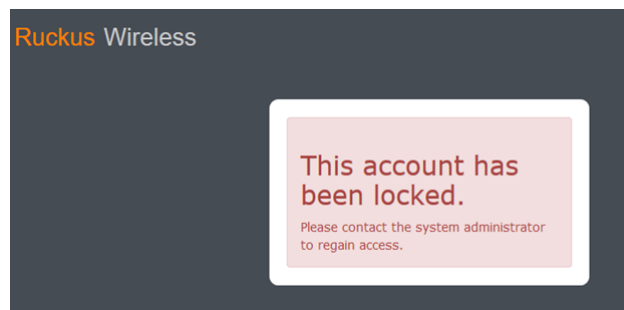 Ruckus Wireless
This account has
been locked.
Please contact the system administrator
to regain access.